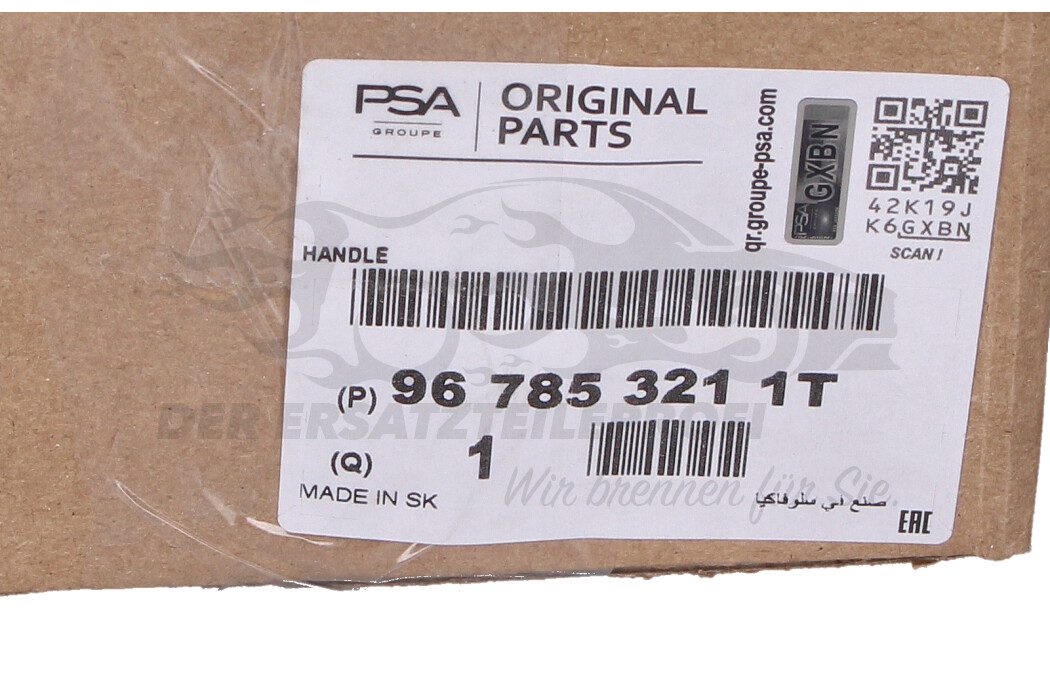 PSA
GROUPE
ORIGINAL
PARTS
qr.groupe-psa.com
PSA
GXBN
42K19J
K6GXBN
SCAN!
HANDLE
(P) 96 785 321 1T
DER ERSATZTEILEPROFI
(Q) 1
Wir brennen für Sie.
MADE IN SK
صنع في سلوفاكيا
EAC